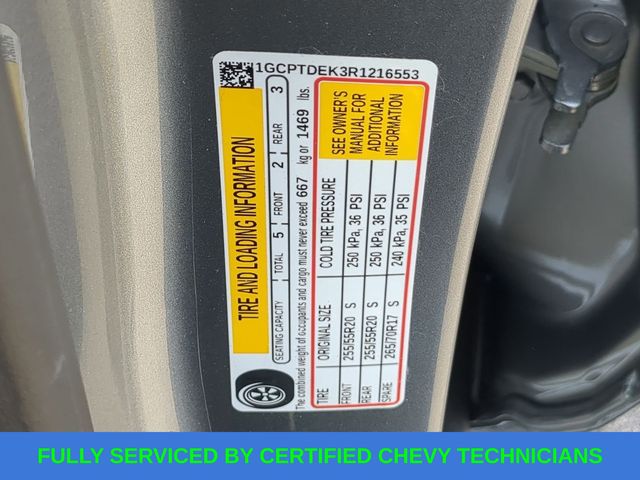 1GCPTDEK3R1216553
TIRE AND LOADING INFORMATION
SEATING CAPACITY TOTAL 5 FRONT 2 REAR 3
The combined weight of occupants and cargo must never exceed 667 kg or 1469 lbs.
TIRE ORIGINAL SIZE COLD TIRE PRESSURE
FRONT 255/55R20 S 250 kPa, 36 PSI
REAR 255/55R20 S 250 kPa, 36 PSI
SPARE 265/70R17 S 240 kPa, 35 PSI
SEE OWNER'S
MANUAL FOR
ADDITIONAL
INFORMATION
FULLY SERVICED BY CERTIFIED CHEVY TECHNICIANS